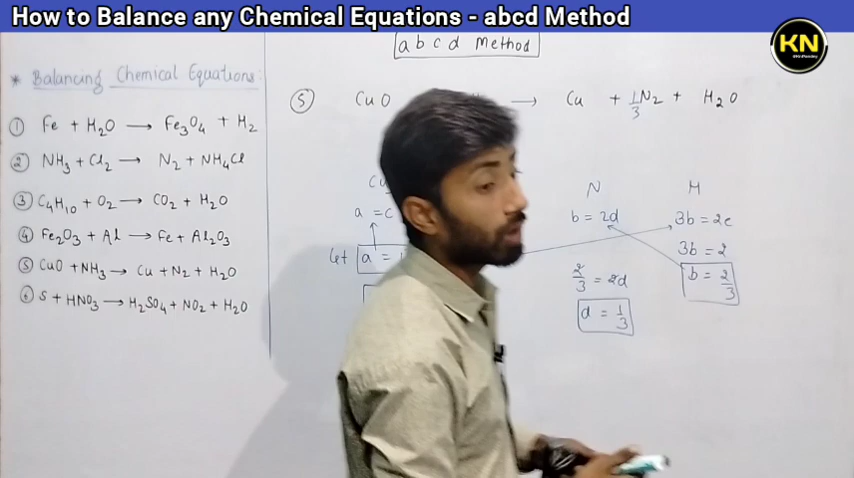 How to Balance any Chemical Equations - abcd Method
KN
a b c d Method
* Balancing Chemical Equations:
① Fe + H₂O → Fe₃O₄ + H₂
② NH₃ + Cl₂ → N₂ + NH₄Cl
③ C₄H₁₀ + O₂ → CO₂ + H₂O
④ Fe₂O₃ + Al → Fe + Al₂O₃
⑤ CuO + NH₃ → Cu + N₂ + H₂O
⑥ S + HNO₃ → H₂SO₄ + NO₂ + H₂O
⑤ CuO → Cu + 1/3 N₂ + H₂O
N H
a = c b = 2d 3b = 2e
3b = 2
let a = 1
2/3 = 2d b = 2/3
d = 1/3